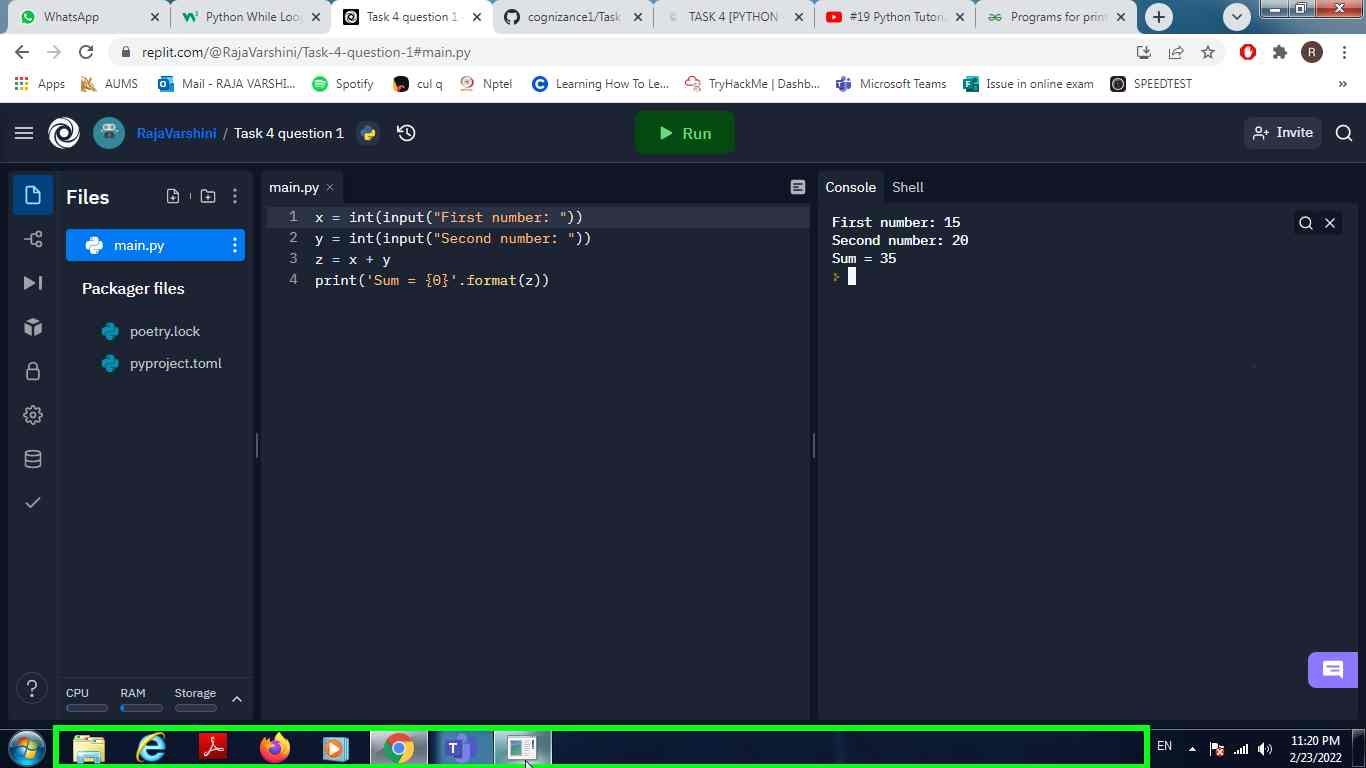 WhatsApp
Python While Loo
Task 4 question 1
cognizance1/Task
TASK 4 [PYTHON
#19 Python Tutori
Programs for print
replit.com/@RajaVarshini/Task-4-question-1#main.py
R
Apps
AUMS
Mail - RAJA VARSHI...
Spotify
cul q
Nptel
Learning How To Le...
TryHackMe | Dashb...
Microsoft Teams
Issue in online exam
SPEEDTEST
»
RajaVarshini / Task 4 question 1
Run
Invite
Files
main.py
Packager files
poetry.lock
pyproject.toml
CPU
RAM
Storage
main.py
1 x = int(input("First number: "))
2 y = int(input("Second number: "))
3 z = x + y
4 print('Sum = {0}'.format(z))
Console
Shell
First number: 15
Second number: 20
Sum = 35
EN
11:20 PM
2/23/2022